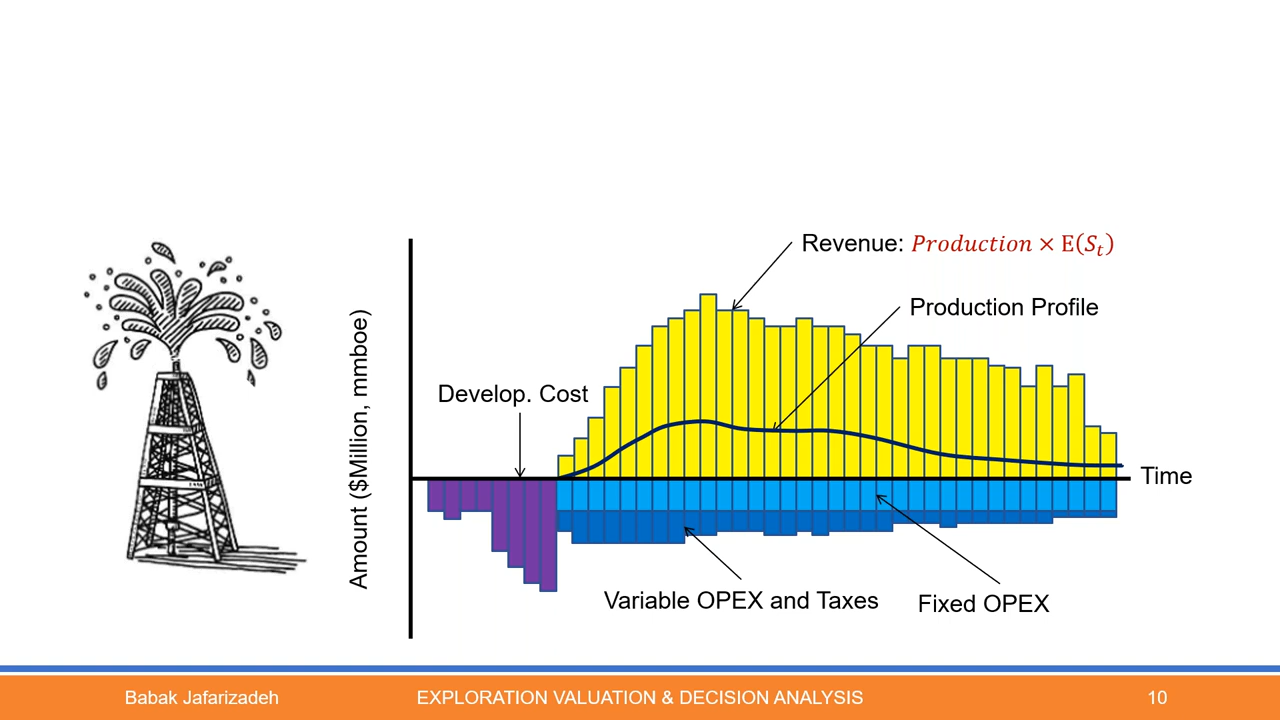 Revenue: Production × E(Sₜ)
Production Profile
Develop. Cost
Amount ($Million, mmboe)
Time
Variable OPEX and Taxes
Fixed OPEX
Babak Jafarizadeh
EXPLORATION VALUATION & DECISION ANALYSIS
10